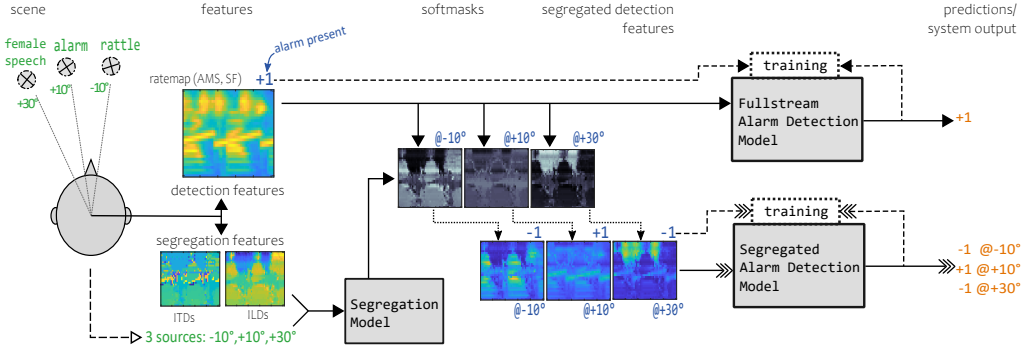 scene
features
softmasks
segregated detection
features
predictions/
system output
female
speech
alarm
rattle
+30°
+10°
-10°
alarm present
ratemap (AMS, SF)
+1
training
Fullstream
Alarm Detection
Model
+1
@-10°
@+10°
@+30°
detection features
segregation features
ITDs
ILDs
3 sources: -10°,+10°,+30°
Segregation
Model
-1
+1
-1
@-10°
@+10°
@+30°
training
Segregated
Alarm Detection
Model
-1 @-10°
+1 @+10°
-1 @+30°